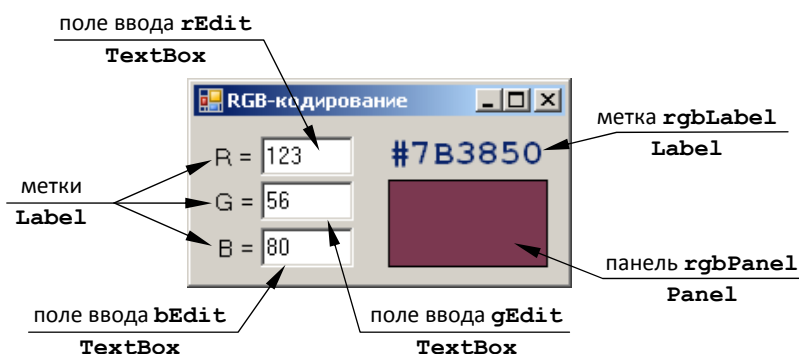 поле ввода rEdit
TextBox
RGB-кодирование
метка rgbLabel
Label
R = 123
#7B3850
метки
Label
G = 56
B = 80
панель rgbPanel
Panel
поле ввода bEdit
TextBox
поле ввода gEdit
TextBox